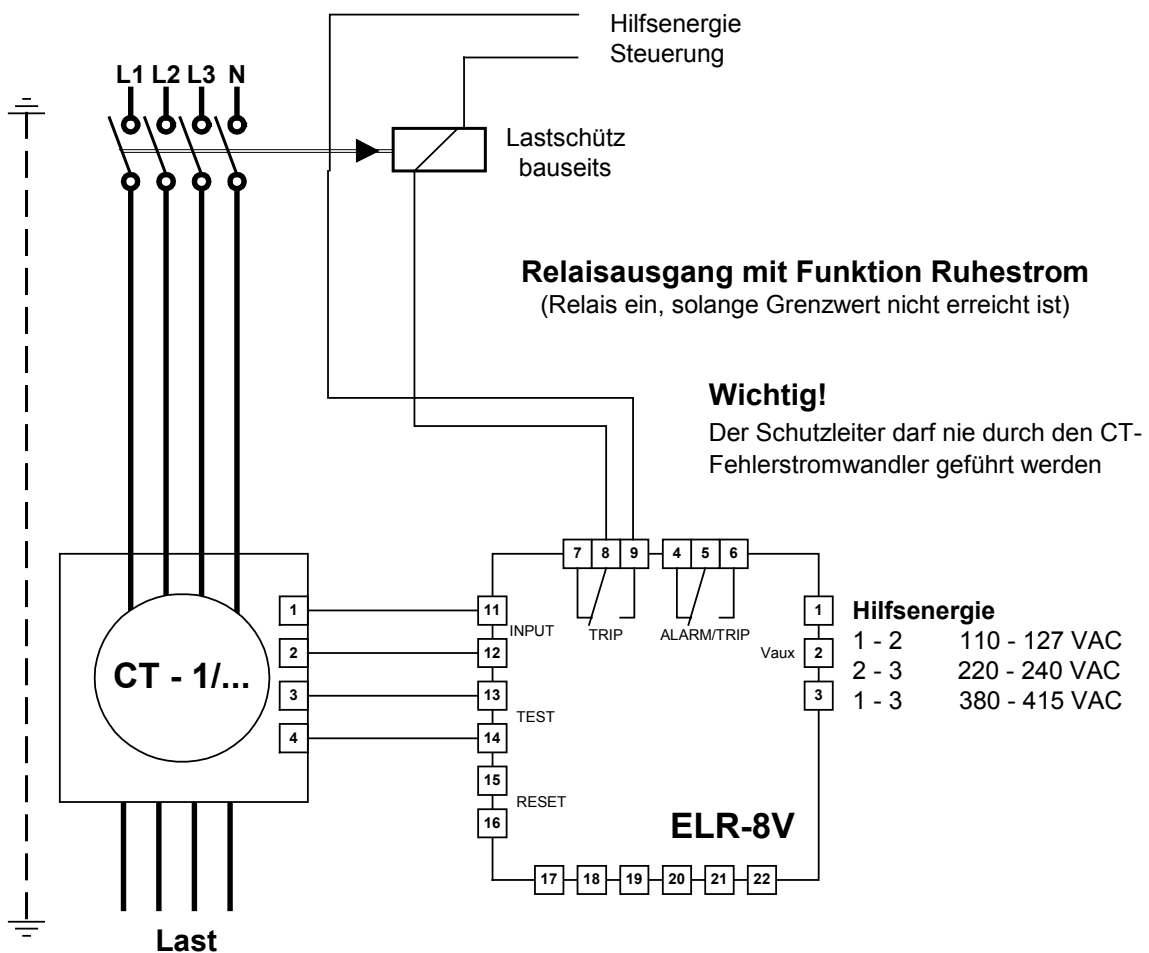 Hilfsenergie
Steuerung
L1 L2 L3 N
Lastschütz
bauseits
Relaisausgang mit Funktion Ruhestrom
(Relais ein, solange Grenzwert nicht erreicht ist)
Wichtig!
Der Schutzleiter darf nie durch den CT-
Fehlerstromwandler geführt werden
7 8 9 4 5 6
TRIP ALARM/TRIP
CT - 1/...
1
2
3
4
11
INPUT
12
13
TEST
14
15
RESET
16
Vaux
1
2
3
Hilfsenergie
1 - 2 110 - 127 VAC
2 - 3 220 - 240 VAC
1 - 3 380 - 415 VAC
ELR-8V
17 18 19 20 21 22
Last